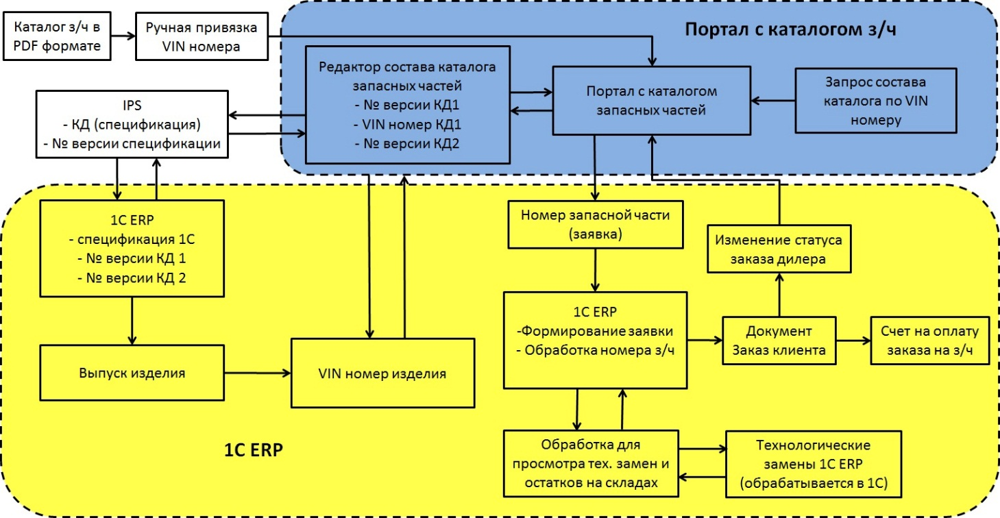 Каталог з/ч в
PDF формате
Ручная привязка
VIN номера
Портал с каталогом з/ч
Редактор состава каталога
запасных частей
- № версии КД1
- VIN номер КД1
- № версии КД2
Портал с каталогом
запасных частей
Запрос состава
каталога по VIN
номеру
IPS
- КД (спецификация)
- № версии спецификации
1С ERP
- спецификация 1С
- № версии КД 1
- № версии КД 2
Номер запасной части
(заявка)
Изменение статуса
заказа дилера
1С ERP
-Формирование заявки
- Обработка номера з/ч
Документ
Заказ клиента
Счет на оплату
заказа на з/ч
Выпуск изделия
VIN номер изделия
1С ERP
Обработка для
просмотра тех. замен и
остатков на складах
Технологические
замены 1С ERP
(обрабатывается в 1С)